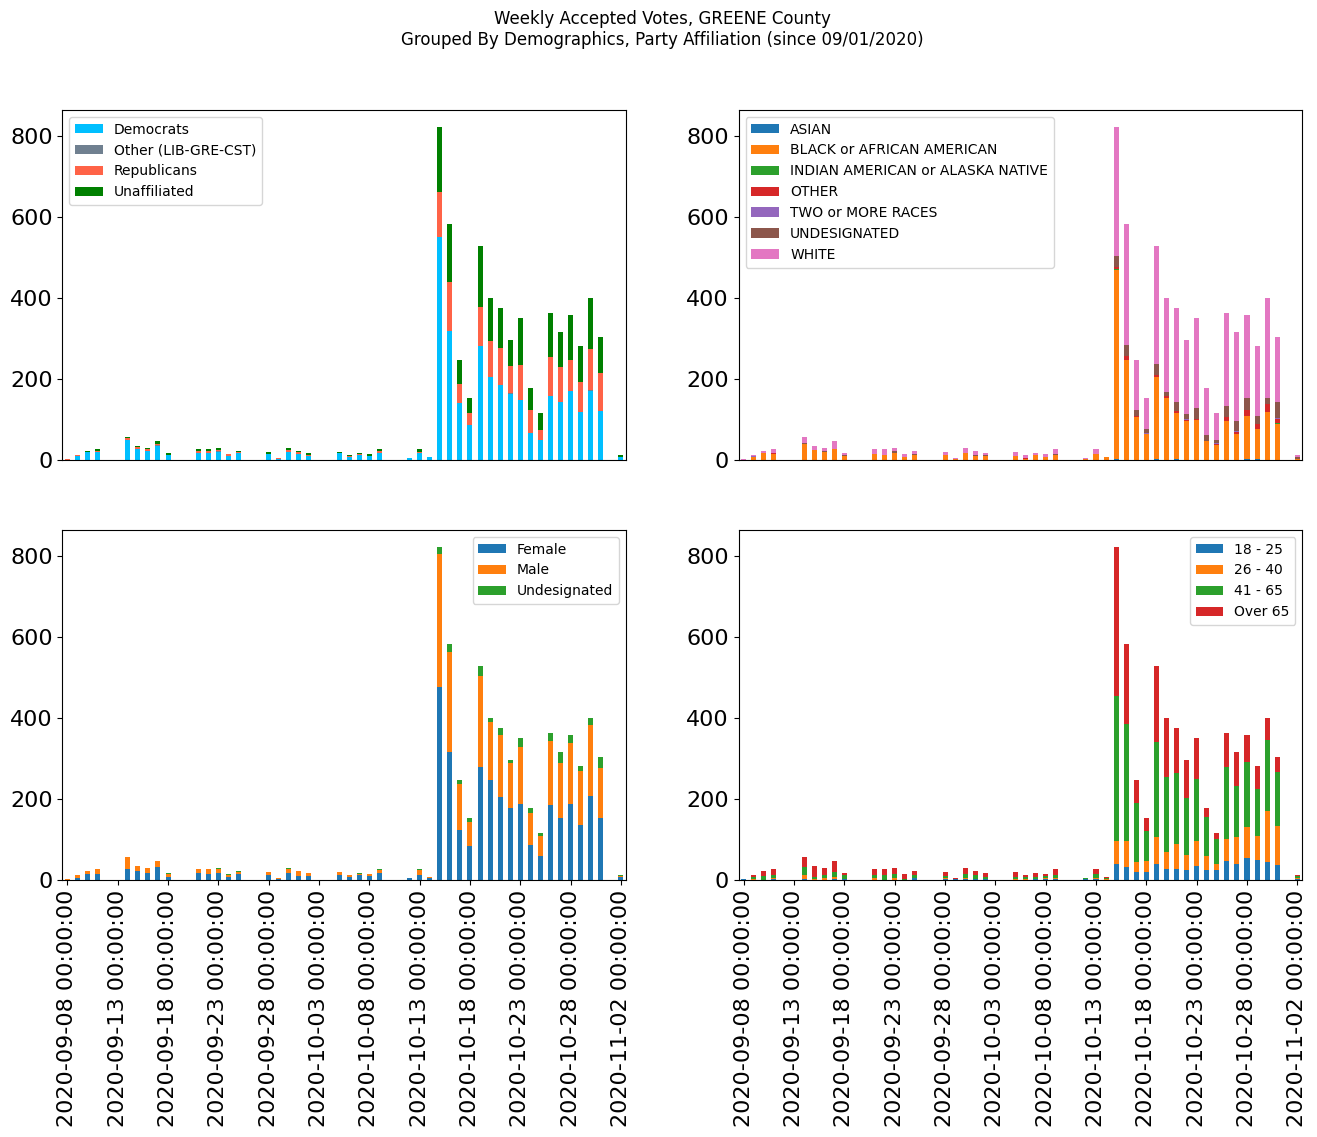 Weekly Accepted Votes, GREENE County
Grouped By Demographics, Party Affiliation (since 09/01/2020)
800
600
400
200
0
Democrats
Other (LIB-GRE-CST)
Republicans
Unaffiliated
800
600
400
200
0
ASIAN
BLACK or AFRICAN AMERICAN
INDIAN AMERICAN or ALASKA NATIVE
OTHER
TWO or MORE RACES
UNDESIGNATED
WHITE
800
600
400
200
0
Female
Male
Undesignated
2020-09-08 00:00:00
2020-09-13 00:00:00
2020-09-18 00:00:00
2020-09-23 00:00:00
2020-09-28 00:00:00
2020-10-03 00:00:00
2020-10-08 00:00:00
2020-10-13 00:00:00
2020-10-18 00:00:00
2020-10-23 00:00:00
2020-10-28 00:00:00
2020-11-02 00:00:00
800
600
400
200
0
18 - 25
26 - 40
41 - 65
Over 65
2020-09-08 00:00:00
2020-09-13 00:00:00
2020-09-18 00:00:00
2020-09-23 00:00:00
2020-09-28 00:00:00
2020-10-03 00:00:00
2020-10-08 00:00:00
2020-10-13 00:00:00
2020-10-18 00:00:00
2020-10-23 00:00:00
2020-10-28 00:00:00
2020-11-02 00:00:00